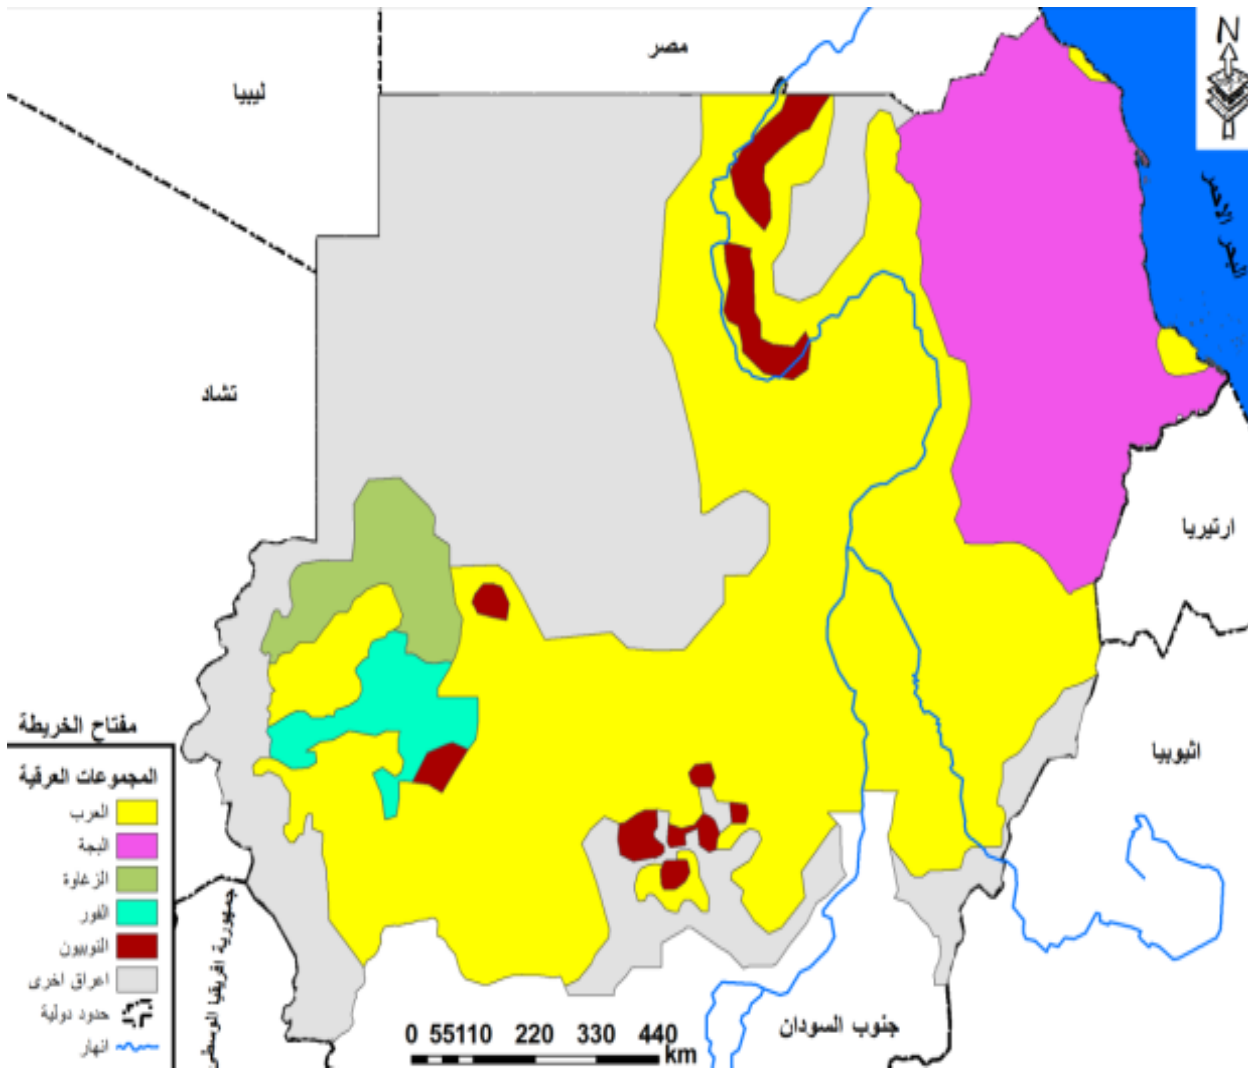 N
مصر
ليبيا
البحر
الاحمر
تشاد
ارتيريا
اثيوبيا
جنوب السودان
جمهورية افريقيا الوسطى
مفتاح الخريطة
المجموعات العرقية
العرب
البجة
الزغاوة
الفور
النوبيون
اعراق اخرى
حدود دولية
انهار
0 55110 220 330 440
km